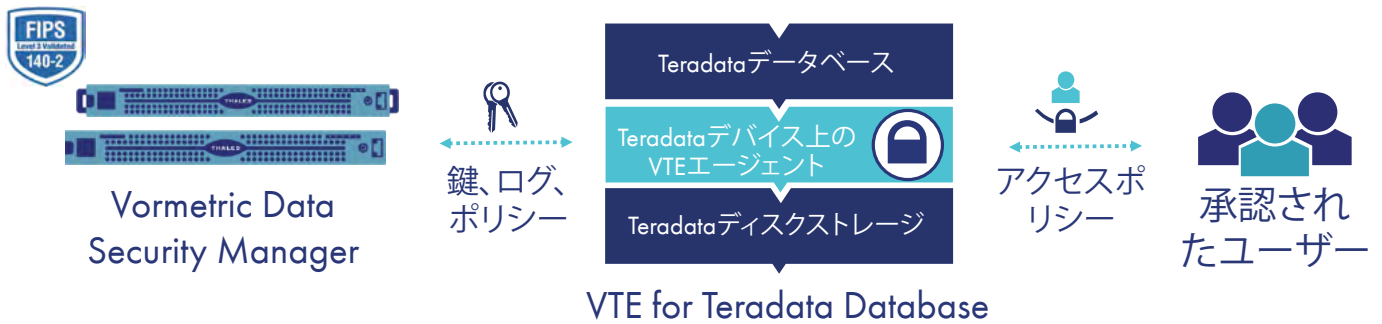 FIPS
Level 3 Validated
140-2
THALES
THALES
Vormetric Data
Security Manager
鍵、ログ、
ポリシー
Teradataデータベース
Teradataデバイス上の
VTEエージェント
Teradataディスクストレージ
VTE for Teradata Database
アクセスポ
リシー
承認され
たユーザー